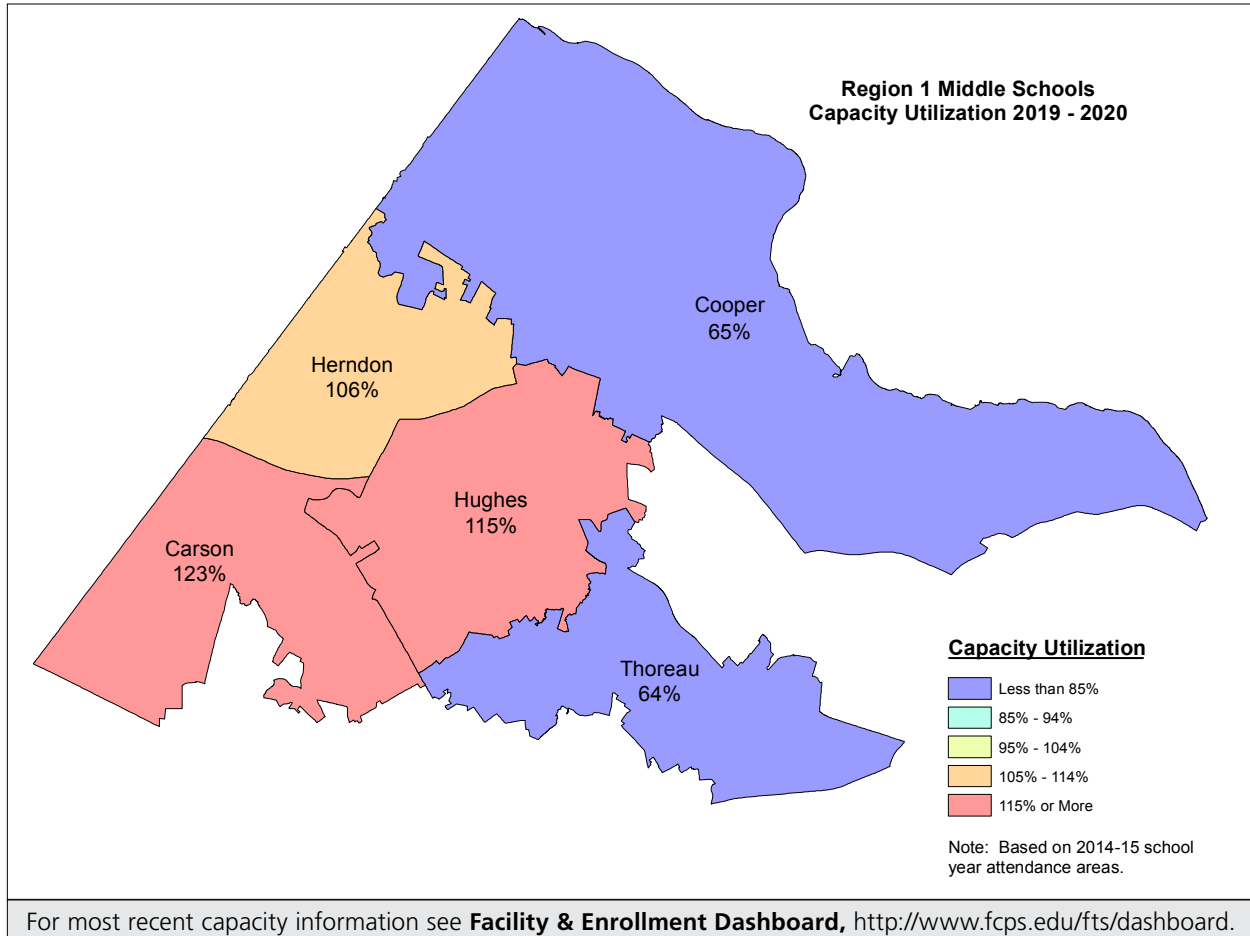 Region 1 Middle Schools
Capacity Utilization 2019 - 2020
Cooper
65%
Herndon
106%
Hughes
115%
Carson
123%
Thoreau
64%
Capacity Utilization
Less than 85%
85% - 94%
95% - 104%
105% - 114%
115% or More
Note: Based on 2014-15 school
year attendance areas.
For most recent capacity information see Facility & Enrollment Dashboard, http://www.fcps.edu/fts/dashboard.